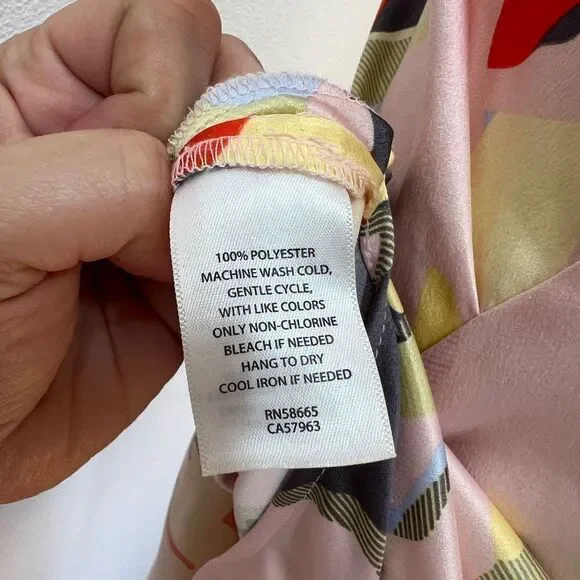 100% POLYESTER
MACHINE WASH COLD,
GENTLE CYCLE,
WITH LIKE COLORS
ONLY NON-CHLORINE
BLEACH IF NEEDED
HANG TO DRY
COOL IRON IF NEEDED
RN58665
CA57963